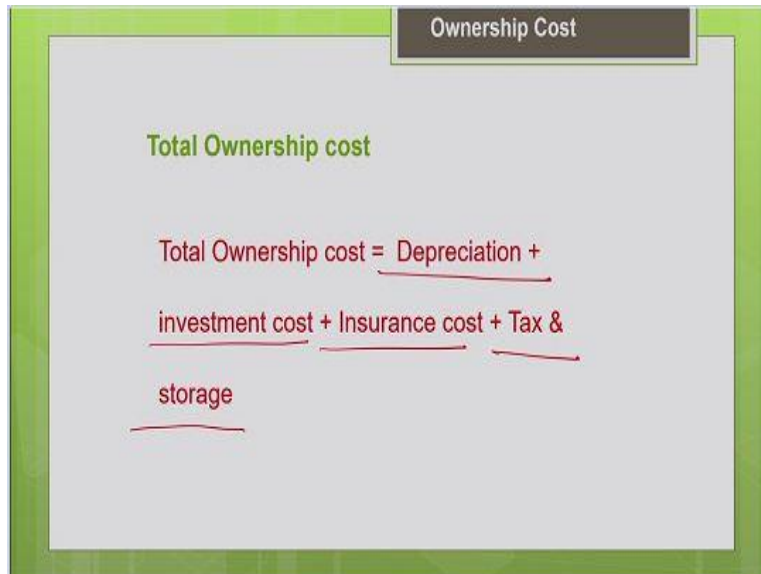 Ownership Cost
Total Ownership cost
Total Ownership cost = Depreciation +
investment cost + Insurance cost + Tax &
storage